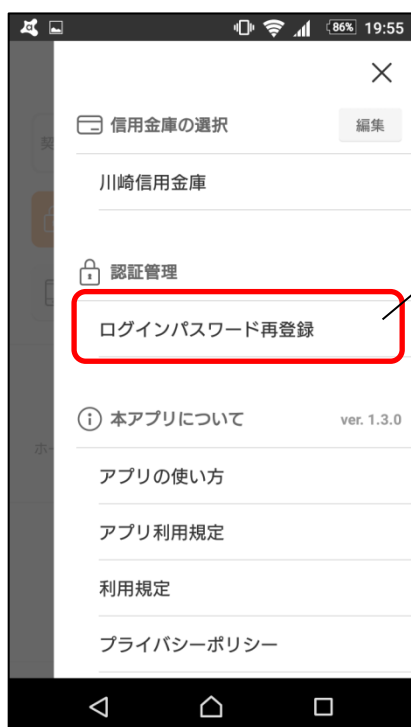 86% 19:55
信用金庫の選択 編集
契
川崎信用金庫
認証管理
ログインパスワード再登録
本アプリについて ver. 1.3.0
ホー
アプリの使い方
アプリ利用規定
利用規定
プライバシーポリシー